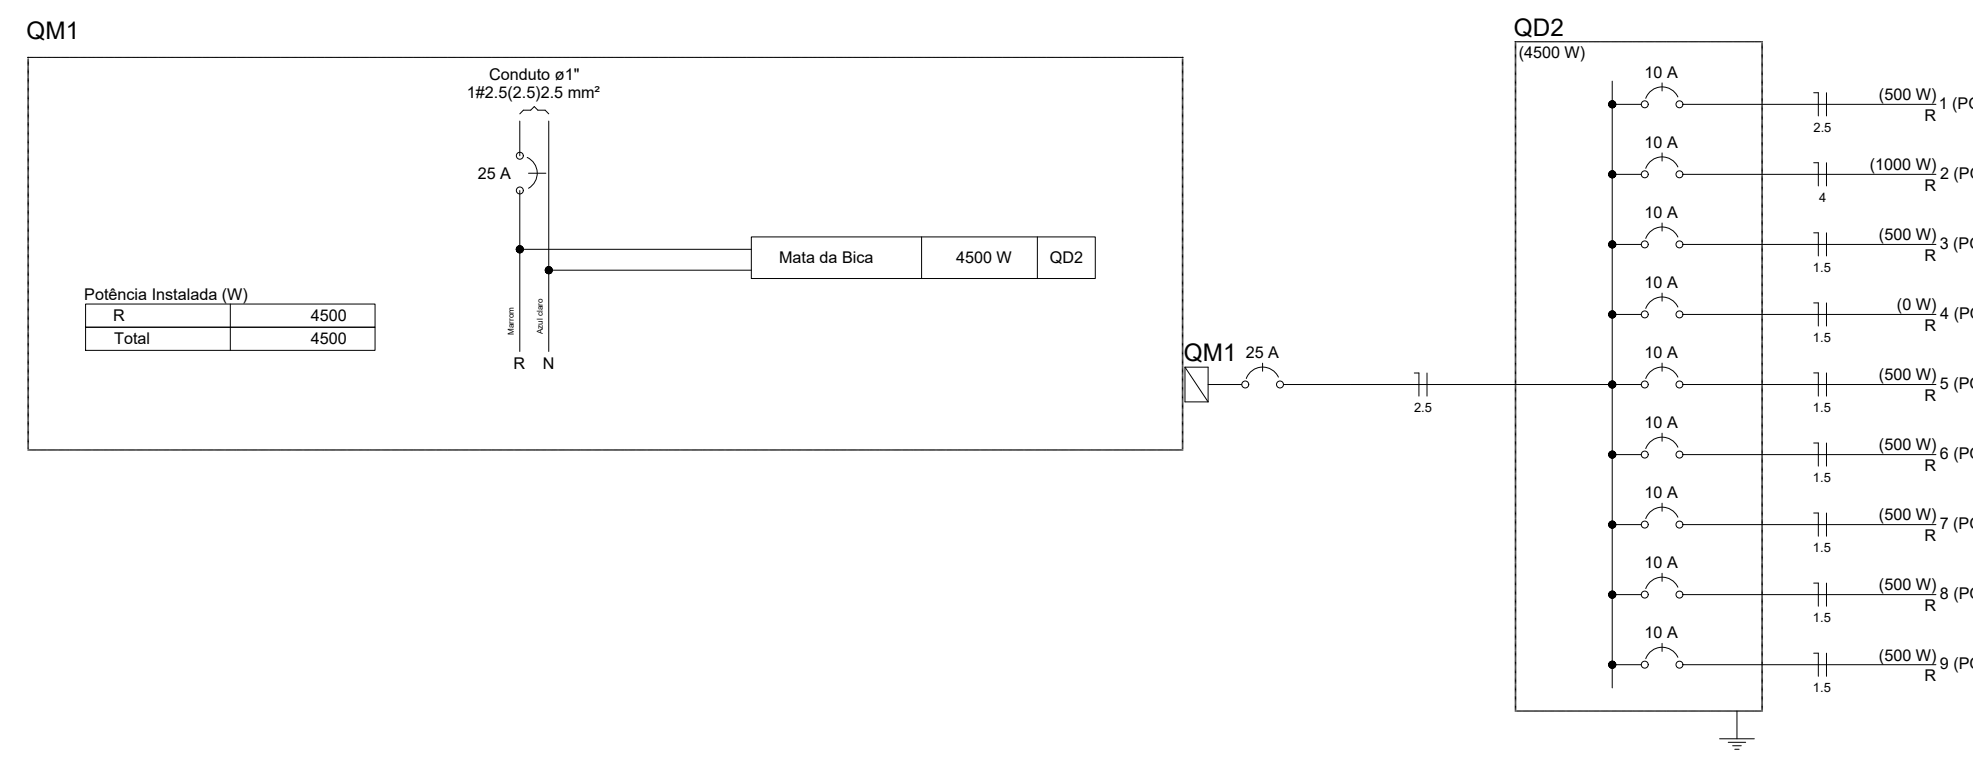 QM1
Conduto ø1"
1#2.5(2.5)2.5 mm²
25 A
Mata da Bica 4500 W QD2
Potência Instalada (W)
R 4500
Total 4500
Marrom
Azul claro
R N
QM1 25 A
2.5
QD2
(4500 W)
10 A
(500 W)
1 (P
R
2.5
10 A
(1000 W)
2 (P
R
4
10 A
(500 W)
3 (P
R
1.5
10 A
(0 W)
4 (P
R
1.5
10 A
(500 W)
5 (P
R
1.5
10 A
(500 W)
6 (P
R
1.5
10 A
(500 W)
7 (P
R
1.5
10 A
(500 W)
8 (P
R
1.5
10 A
(500 W)
9 (P
R
1.5